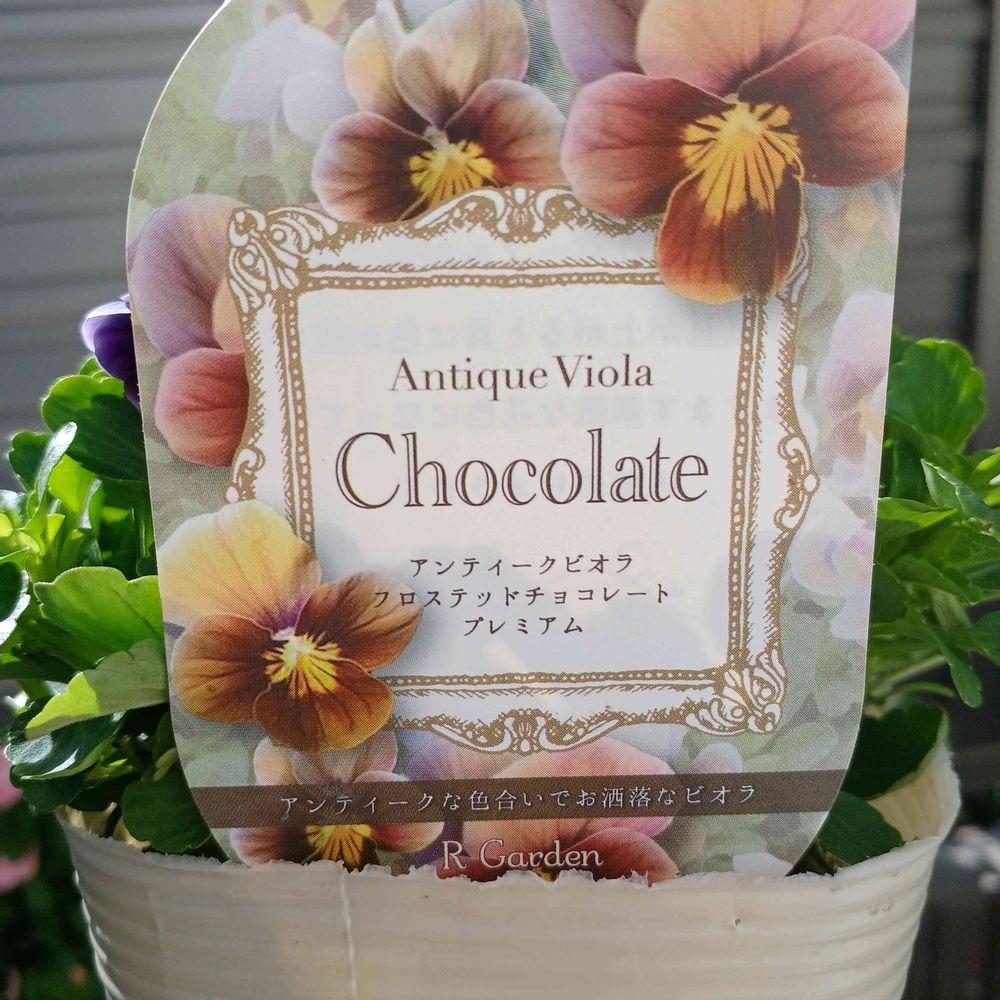 Antique Viola
Chocolate
アンティークビオラ
フロステッドチョコレート
プレミアム
アンティークな色合いでお洒落なビオラ
R Garden